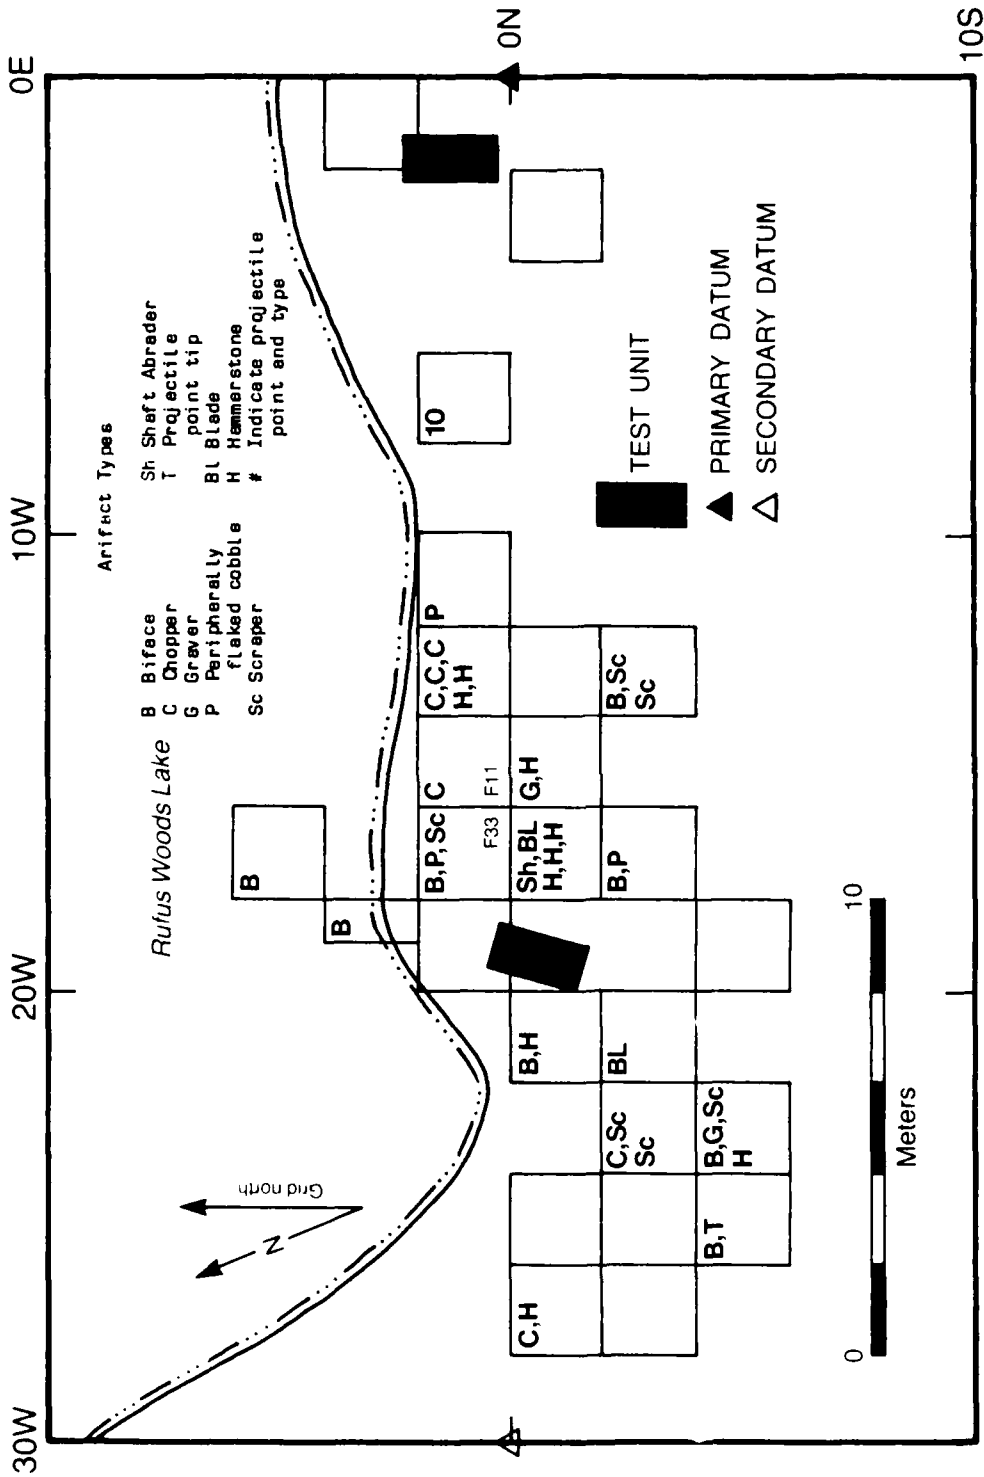 30W
20W
10W
0E
0N
10S
Rufus Woods Lake
Arifact Types
B Biface
C Chopper
G Graver
P Peripherally
flaked cobble
Sc Scraper
Sh Shaft Abrader
T Projectile
point tip
Bl Blade
H Hammerstone
# Indicate projectile
point and type
Grid north
N
B
B
B,P,Sc
C
C,C,C
H,H
P
10
F33
F11
C,H
B,H
Sh,BL
H,H,H
G,H
C,Sc
Sc
BL
B,P
B,Sc
Sc
B,T
B,G,Sc
H
TEST UNIT
PRIMARY DATUM
SECONDARY DATUM
0
10
Meters